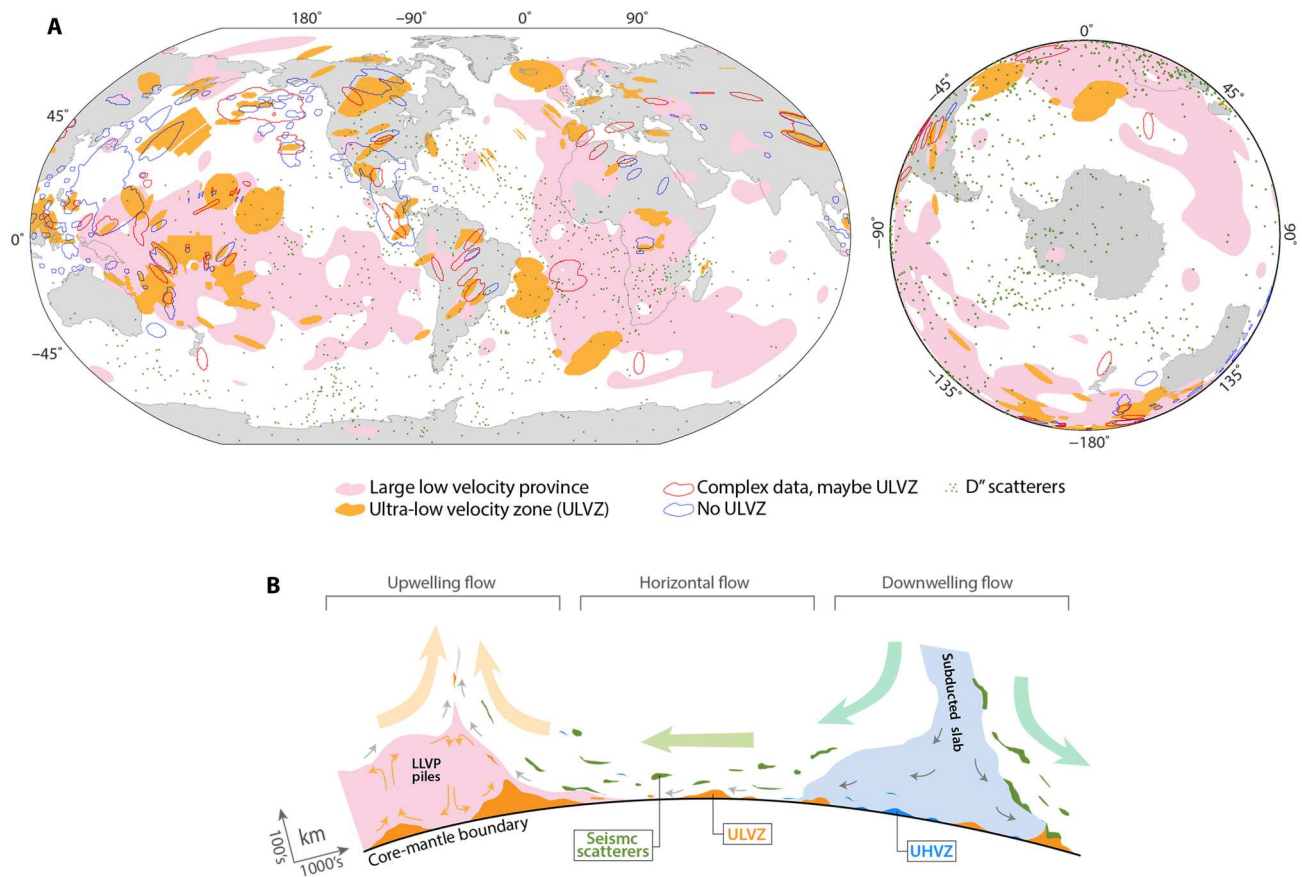 A
180°
−90°
0°
90°
45°
0°
−45°
0°
45°
90°
135°
−180°
−135°
−90°
−45°
Large low velocity province
Ultra-low velocity zone (ULVZ)
Complex data, maybe ULVZ
No ULVZ
D″ scatterers
B
Upwelling flow
Horizontal flow
Downwelling flow
Subducted slab
LLVP
piles
Core-mantle boundary
km
100's
1000's
Seismc
scatterers
ULVZ
UHVZ